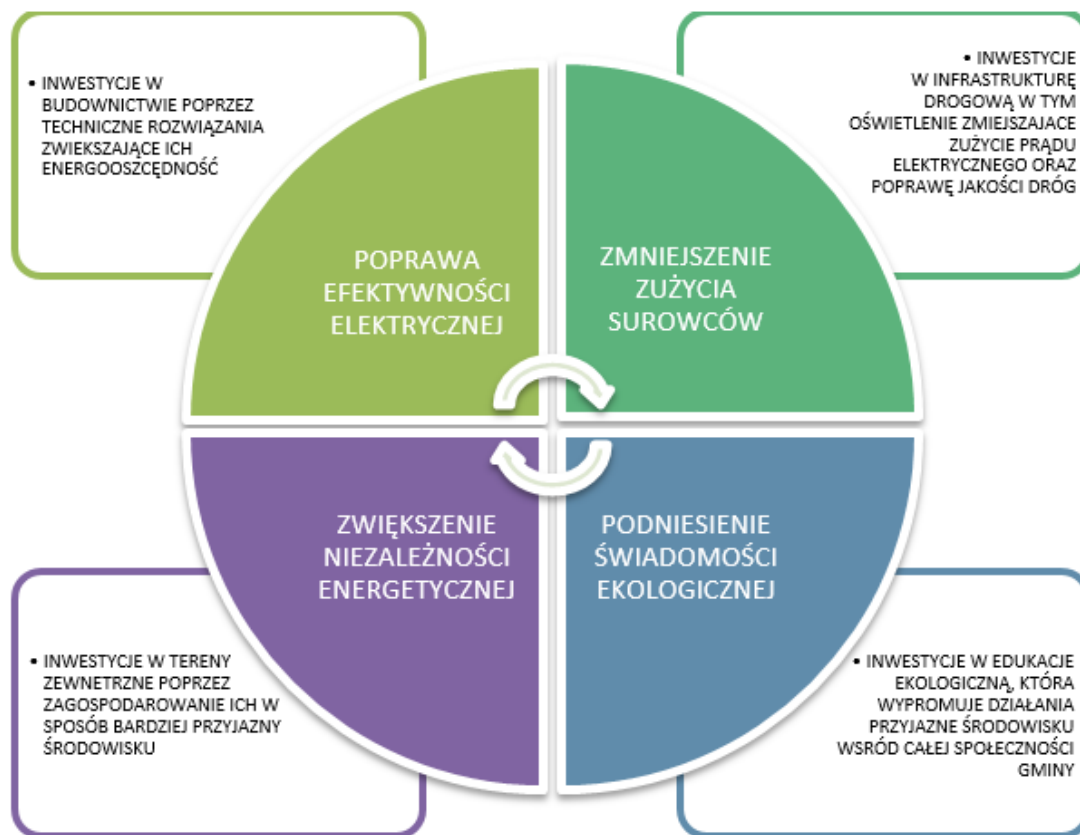 • INWESTYCJE W
BUDOWNICTWIE POPRZEZ
TECHNICZNE ROZWIĄZANIA
ZWIEKSZAJĄCE ICH
ENERGOOSZCĘDNOŚĆ
• INWESTYCJE
W INFRASTRUKTURĘ
DROGOWĄ W TYM
OŚWIETLENIE ZMIEJSZAJACE
ZUŻYCIE PRĄDU
ELEKTRYCZNEGO ORAZ
POPRAWĘ JAKOŚCI DRÓG
POPRAWA
EFEKTYWNOŚCI
ELEKTRYCZNEJ
ZMNIEJSZENIE
ZUŻYCIA
SUROWCÓW
ZWIĘKSZENIE
NIEZALEŻNOŚCI
ENERGETYCZNEJ
PODNIESIENIE
ŚWIADOMOŚCI
EKOLOGICZNEJ
• INWESTYCJE W TERENY
ZEWNETRZNE POPRZEZ
ZAGOSPODAROWANIE ICH W
SPOSÓB BARDZIEJ PRZYJAZNY
ŚRODOWISKU
• INWESTYCJE W EDUKACJE
EKOLOGICZNĄ, KTÓRA
WYPROMUJE DZIAŁANIA
PRZYJAZNE ŚRODOWISKU
WSRÓD CAŁEJ SPOŁECZNOŚCI
GMINY